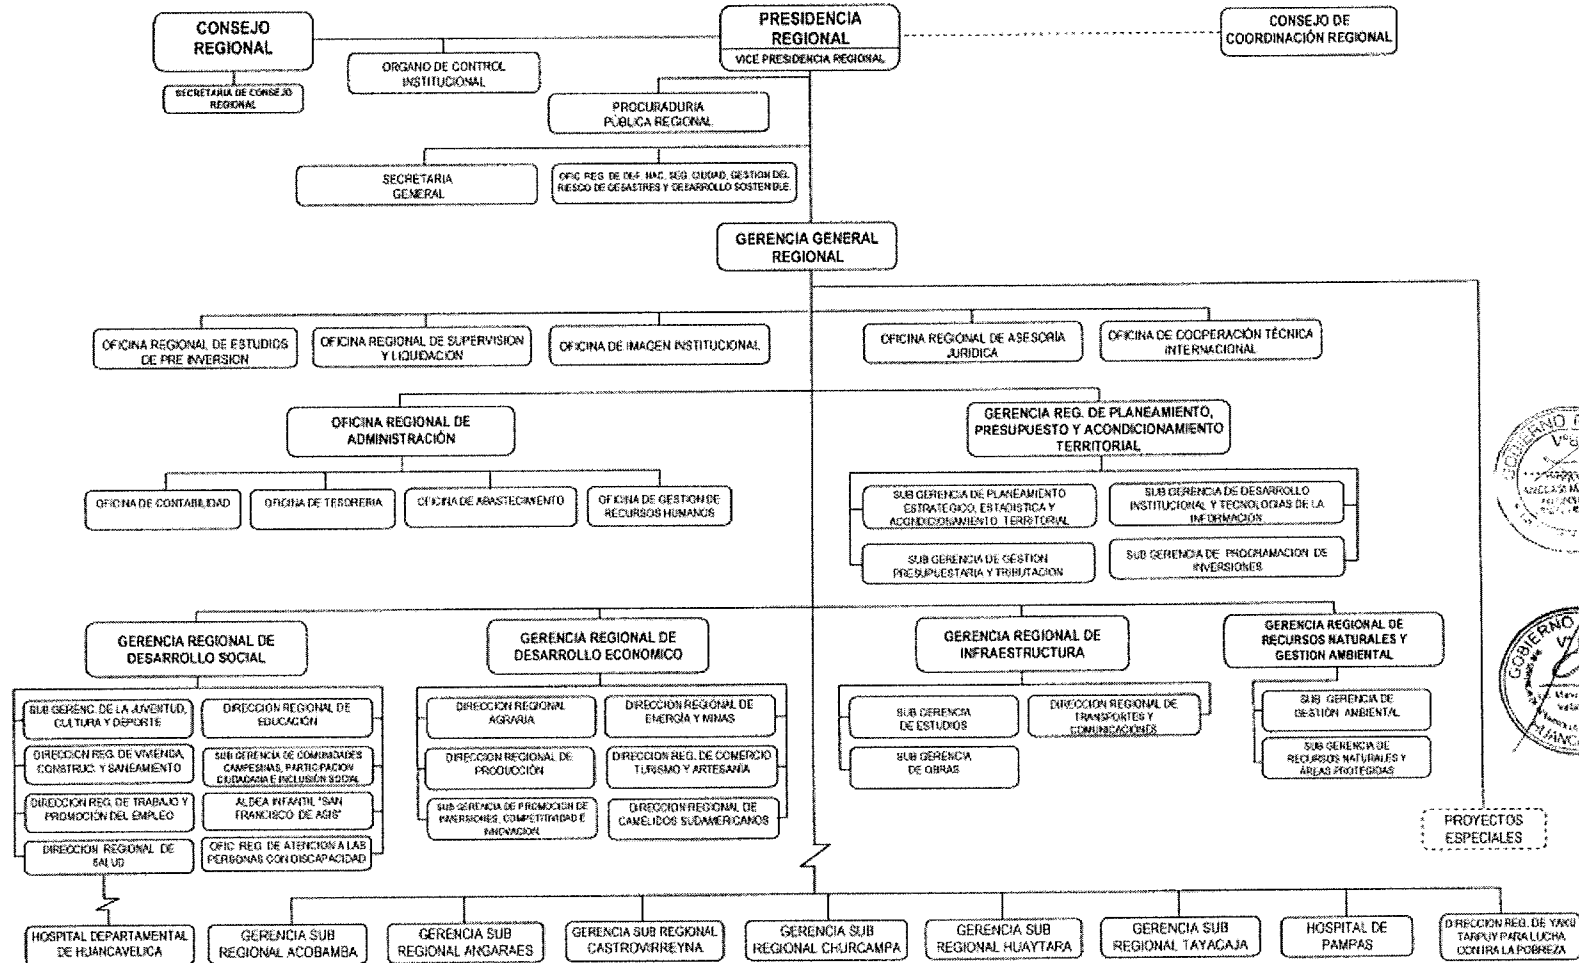 CONSEJO
REGIONAL
PRESIDENCIA
REGIONAL
VICE PRESIDENCIA REGIONAL
CONSEJO DE
COORDINACIÓN REGIONAL
ORGANO DE CONTROL
INSTITUCIONAL
SECRETARIA DE CONSEJO
REGIONAL
PROCURADURIA
PÚBLICA REGIONAL
SECRETARIA
GENERAL
OFIC. REG. DE DEF. NAC. SEG. CIUDAD, GESTION DEL
RIESGO DE DESASTRES Y DESARROLLO SOSTENIBLE.
GERENCIA GENERAL
REGIONAL
OFICINA REGIONAL DE ESTUDIOS
DE PRE INVERSION
OFICINA REGIONAL DE SUPERVISION
Y LIQUIDACION
OFICINA DE IMAGEN INSTITUCIONAL
OFICINA REGIONAL DE ASESORIA
JURIDICA
OFICINA DE COOPERACIÓN TÉCNICA
INTERNACIONAL
OFICINA REGIONAL DE
ADMINISTRACIÓN
GERENCIA REG. DE PLANEAMIENTO,
PRESUPUESTO Y ACONDICIONAMIENTO
TERRITORIAL
OFICINA DE CONTABILIDAD
OFICINA DE TESORERIA
OFICINA DE ABASTECIMIENTO
OFICINA DE GESTION DE
RECURSOS HUMANOS
SUB GERENCIA DE PLANEAMIENTO
ESTRATEGICO, ESTADISTICA Y
ACONDICIONAMIENTO TERRITORIAL
SUB GERENCIA DE DESARROLLO
INSTITUCIONAL Y TECNOLOGIAS DE LA
INFORMACION
SUB GERENCIA DE GESTION
PRESUPUESTARIA Y TRIBUTACION
SUB GERENCIA DE PROGRAMACION DE
INVERSIONES
GERENCIA REGIONAL DE
DESARROLLO SOCIAL
GERENCIA REGIONAL DE
DESARROLLO ECONOMICO
GERENCIA REGIONAL DE
INFRAESTRUCTURA
GERENCIA REGIONAL DE
RECURSOS NATURALES Y
GESTION AMBIENTAL
SUB GERENC. DE LA JUVENTUD,
CULTURA Y DEPORTE
DIRECCION REGIONAL DE
EDUCACIÓN
DIRECCION REG. DE VIVIENDA,
CONSTRUC. Y SANEAMIENTO
SUB GERENCIA DE COMUNIDADES
CAMPESINAS, PARTICIPACION
CIUDADANA E INCLUSIÓN SOCIAL
DIRECCION REG. DE TRABAJO Y
PROMOCIÓN DEL EMPLEO
ALDEA INFANTIL "SAN
FRANCISCO DE ASIS"
DIRECCION REGIONAL DE
SALUD
OFIC. REG. DE ATENCION A LAS
PERSONAS CON DISCAPACIDAD
DIRECCION REGIONAL
AGRARIA
DIRECCION REGIONAL DE
ENERGÍA Y MINAS
DIRECCION REGIONAL DE
PRODUCCIÓN
DIRECCION REG. DE COMERCIO
TURISMO Y ARTESANÍA
SUB GERENCIA DE PROMOCION DE
INVERSIONES, COMPETITIVIDAD E
INNOVACION
DIRECCION REGIONAL DE
CAMÉLIDOS SUDAMERICANOS
SUB GERENCIA
DE ESTUDIOS
DIRECCION REGIONAL DE
TRANSPORTES Y
COMUNICACIONES
SUB GERENCIA
DE OBRAS
SUB GERENCIA DE
GESTIÓN AMBIENTAL
SUB GERENCIA DE
RECURSOS NATURALES Y
ÁREAS PROTEGIDAS
PROYECTOS
ESPECIALES
HOSPITAL DEPARTAMENTAL
DE HUANCAVELICA
GERENCIA SUB
REGIONAL ACOBAMBA
GERENCIA SUB
REGIONAL ANGARAES
GERENCIA SUB REGIONAL
CASTROVIRREYNA
GERENCIA SUB
REGIONAL CHURCAMPA
GERENCIA SUB
REGIONAL HUAYTARA
GERENCIA SUB
REGIONAL TAYACAJA
HOSPITAL DE
PAMPAS
DIRECCION REG. DE YAKU
TARPUY PARA LUCHA
CONTRA LA POBREZA
GOBIERNO
GOBIERNO